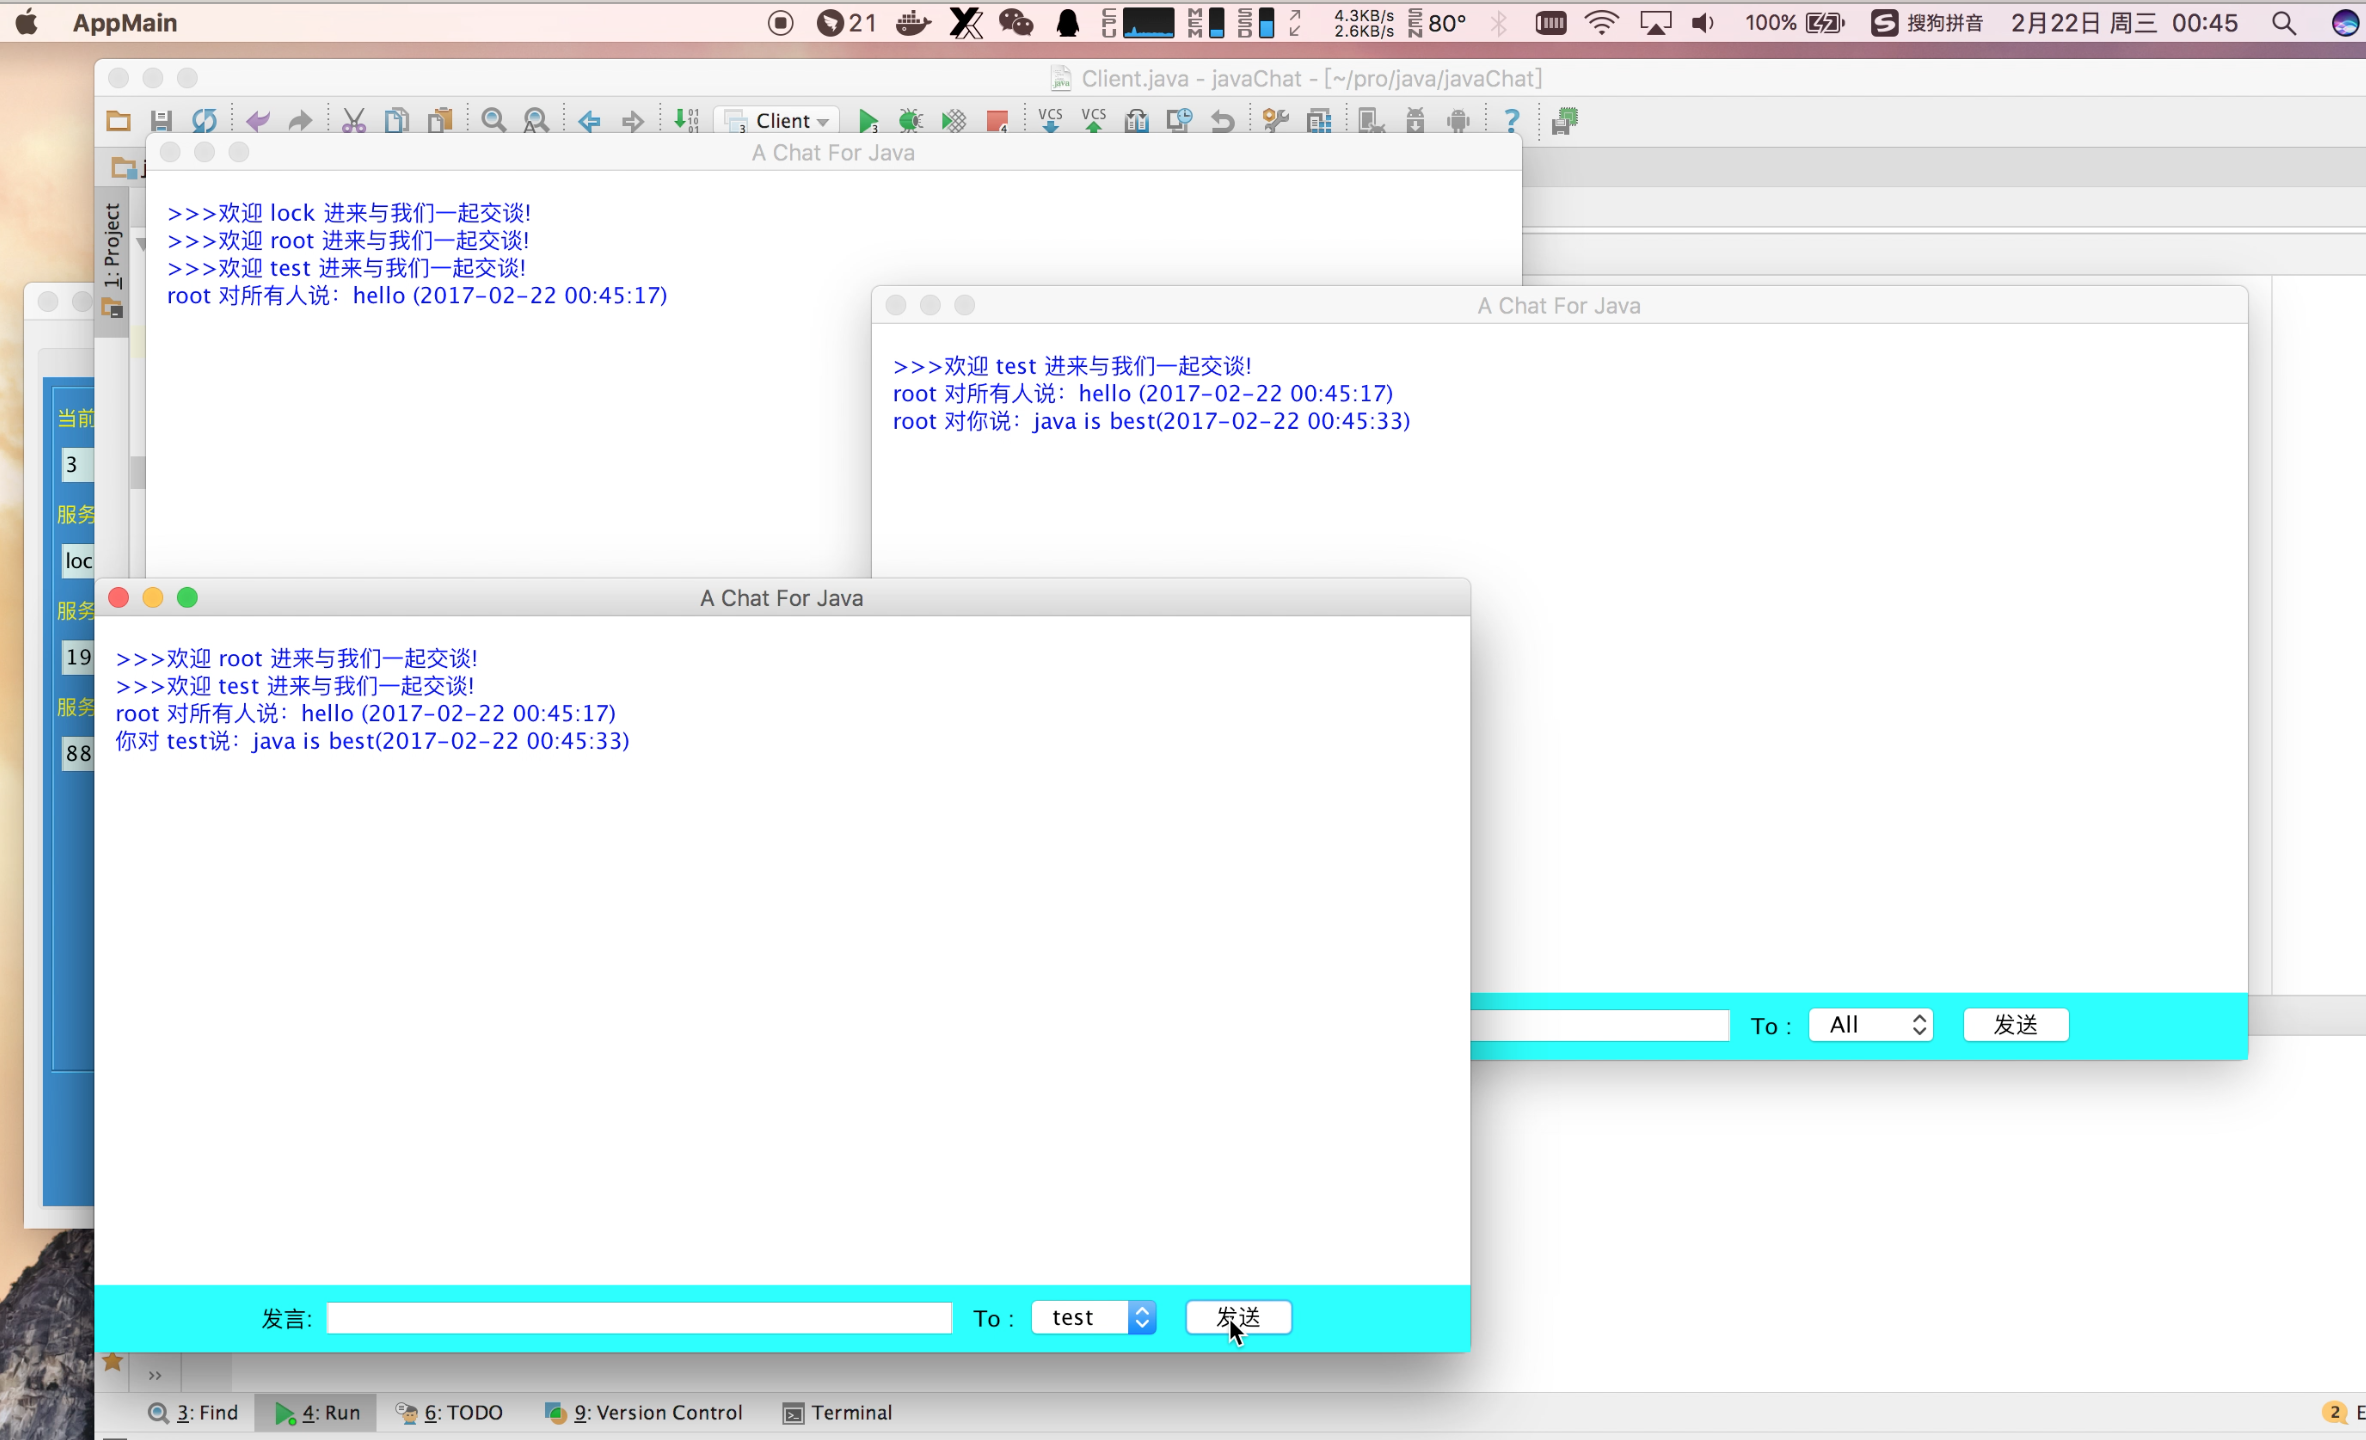 AppMain
21
CPU
MEM
SSD
4.3KB/s
2.6KB/s
SEN
80°
100%
搜狗拼音
2月22日 周三 00:45
Client.java - javaChat - [~/pro/java/javaChat]
Client
VCS
VCS
A Chat For Java
1: Project
>>>欢迎 lock 进来与我们一起交谈!
>>>欢迎 root 进来与我们一起交谈!
>>>欢迎 test 进来与我们一起交谈!
root 对所有人说：hello (2017-02-22 00:45:17)
A Chat For Java
>>>欢迎 test 进来与我们一起交谈!
root 对所有人说：hello (2017-02-22 00:45:17)
root 对你说：java is best(2017-02-22 00:45:33)
To :
All
发送
当前
3
服务
loc
服务
19
服务
88
A Chat For Java
>>>欢迎 root 进来与我们一起交谈!
>>>欢迎 test 进来与我们一起交谈!
root 对所有人说：hello (2017-02-22 00:45:17)
你对 test说：java is best(2017-02-22 00:45:33)
发言:
To :
test
发送
3: Find
4: Run
6: TODO
9: Version Control
Terminal
2
E